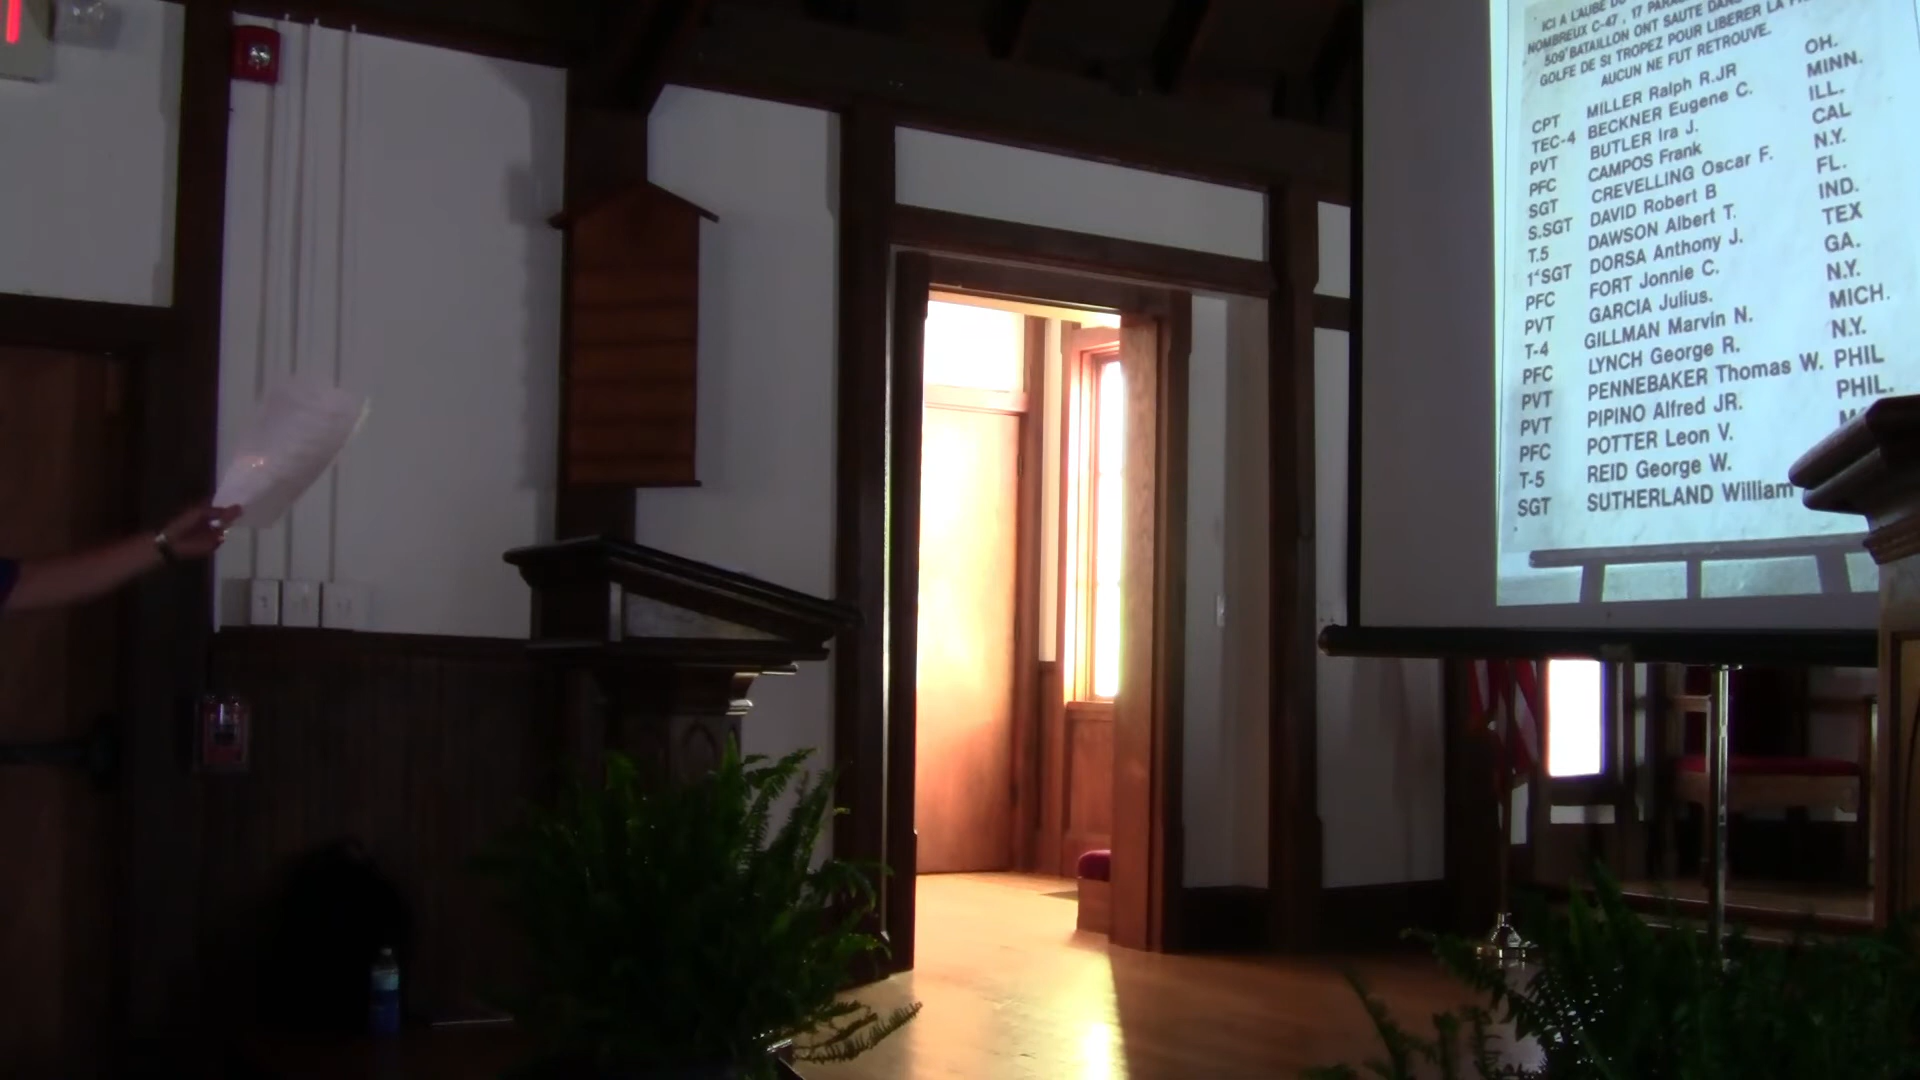 ICI A L'AUBE DU
NOMBREUX C-47, 17
509° BATAILLON ONT SAUTE DANS
GOLFE DE St TROPEZ POUR LIBERER LA
AUCUN NE FUT RETROUVE.
CPT MILLER Ralph R.JR OH.
TEC-4 BECKNER Eugene C. MINN.
PVT BUTLER Ira J. ILL.
PFC CAMPOS Frank CAL
SGT CREVELLING Oscar F. N.Y.
S.SGT DAVID Robert B FL.
T.5 DAWSON Albert T. IND.
1stSGT DORSA Anthony J. TEX
PFC FORT Jonnie C. GA.
PVT GARCIA Julius. N.Y.
T-4 GILLMAN Marvin N. MICH.
PFC LYNCH George R. N.Y.
PVT PENNEBAKER Thomas W. PHIL
PVT PIPINO Alfred JR. PHIL.
PFC POTTER Leon V.
T-5 REID George W.
SGT SUTHERLAND William